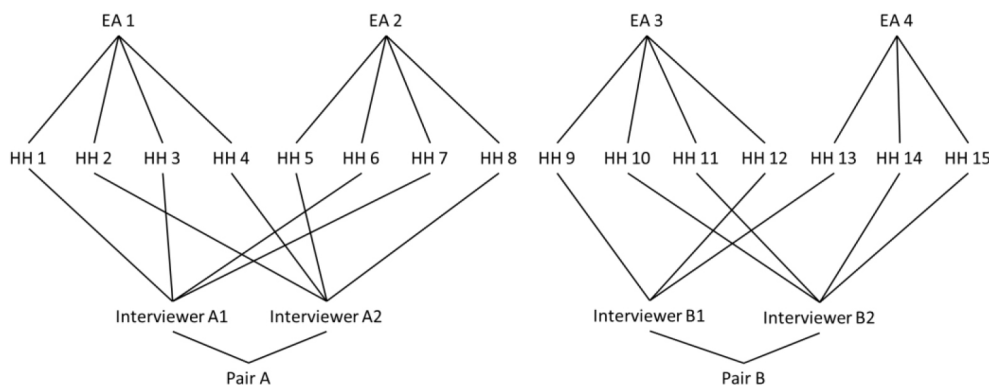 EA 1 EA 2 EA 3 EA 4
HH 1 HH 2 HH 3 HH 4 HH 5 HH 6 HH 7 HH 8 HH 9 HH 10 HH 11 HH 12 HH 13 HH 14 HH 15
Interviewer A1 Interviewer A2 Interviewer B1 Interviewer B2
Pair A Pair B